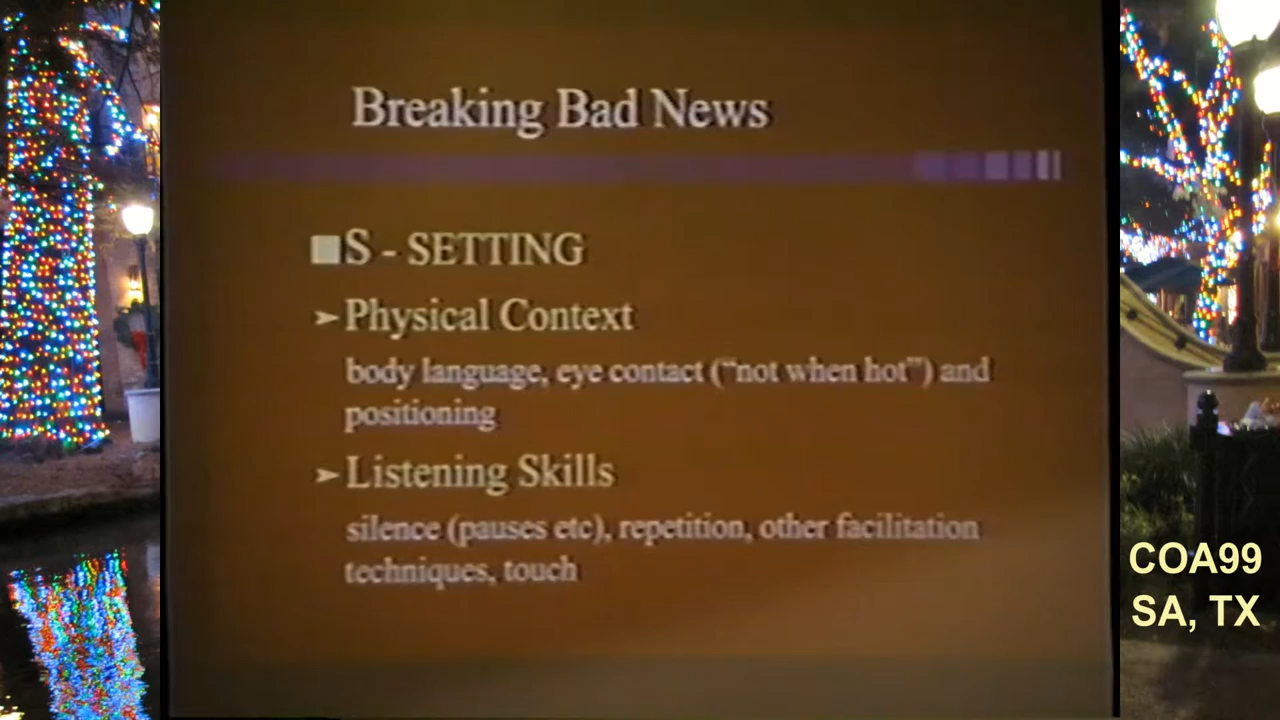 Breaking Bad News
S - SETTING
➢Physical Context
body language, eye contact (“not when hot”) and
positioning
➢Listening Skills
silence (pauses etc), repetition, other facilitation
techniques, touch
COA99
SA, TX